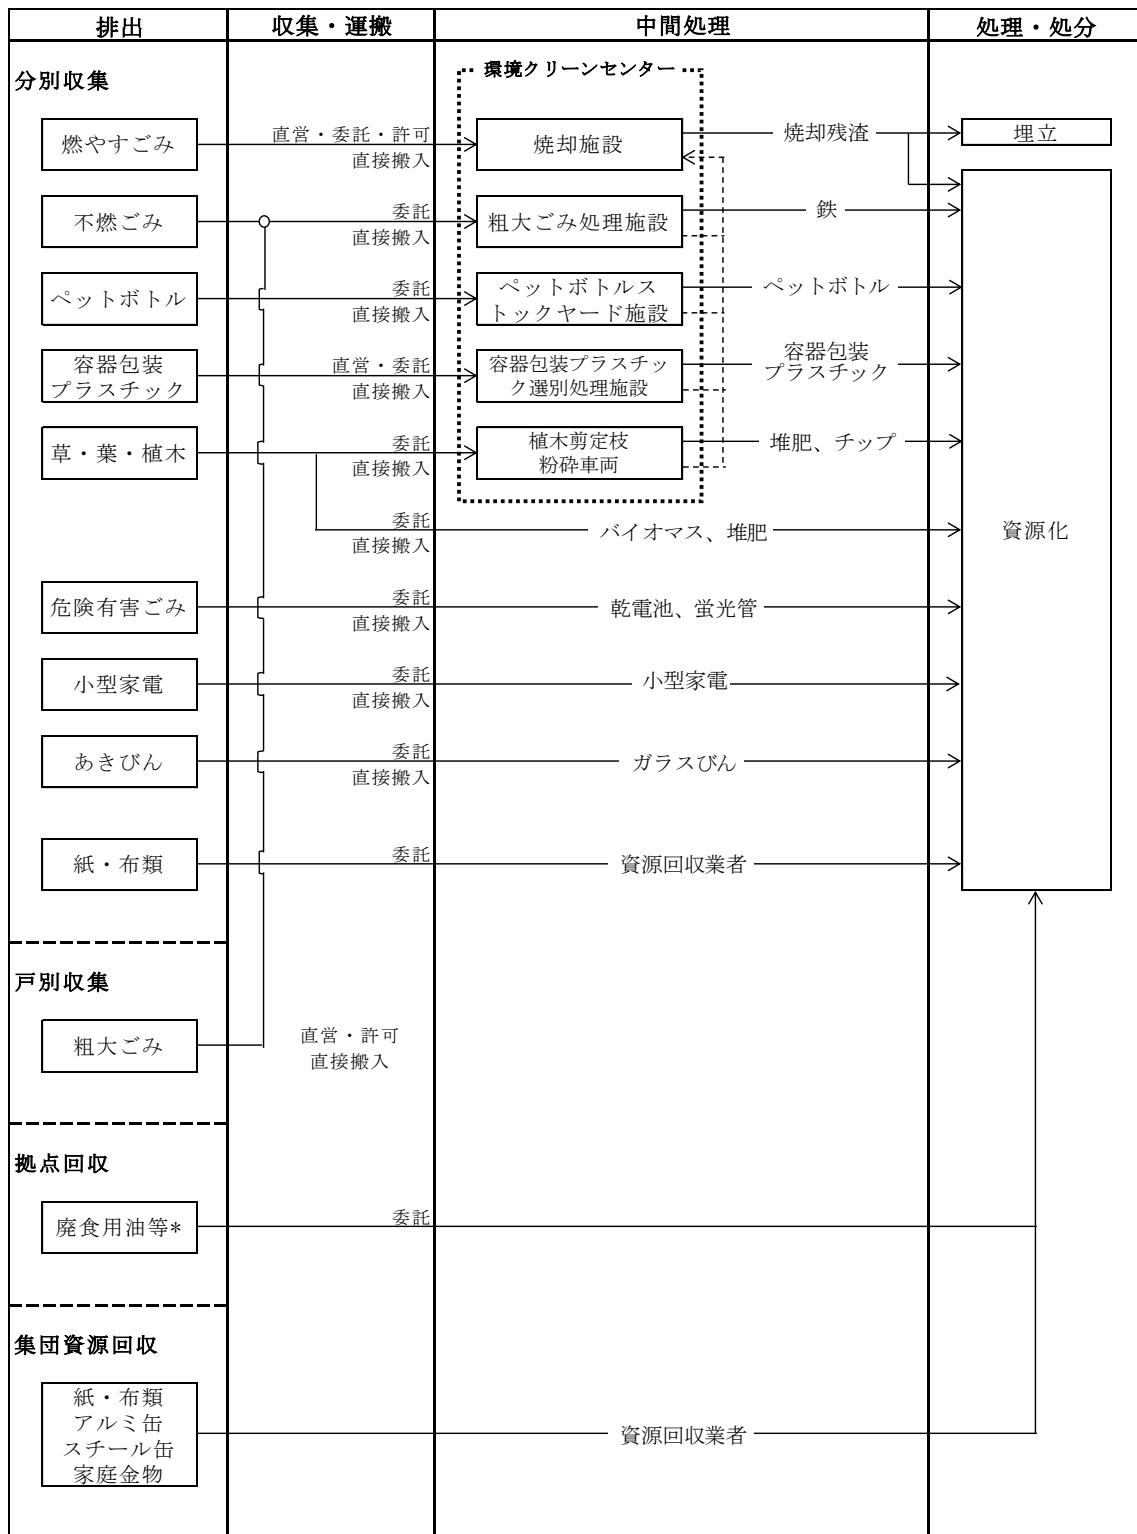 排出
収集・運搬
中間処理
処理・処分
分別収集
環境クリーンセンター
燃やすごみ
直営・委託・許可
直接搬入
焼却施設
焼却残渣
埋立
不燃ごみ
委託
直接搬入
粗大ごみ処理施設
鉄
ペットボトル
委託
直接搬入
ペットボトルス
トックヤード施設
ペットボトル
容器包装
プラスチック
直営・委託
直接搬入
容器包装プラスチッ
ク選別処理施設
容器包装
プラスチック
草・葉・植木
委託
直接搬入
植木剪定枝
粉砕車両
堆肥、チップ
委託
直接搬入
バイオマス、堆肥
資源化
危険有害ごみ
委託
直接搬入
乾電池、蛍光管
小型家電
委託
直接搬入
小型家電
あきびん
委託
直接搬入
ガラスびん
紙・布類
委託
資源回収業者
戸別収集
粗大ごみ
直営・許可
直接搬入
拠点回収
廃食用油等*
委託
集団資源回収
紙・布類
アルミ缶
スチール缶
家庭金物
資源回収業者